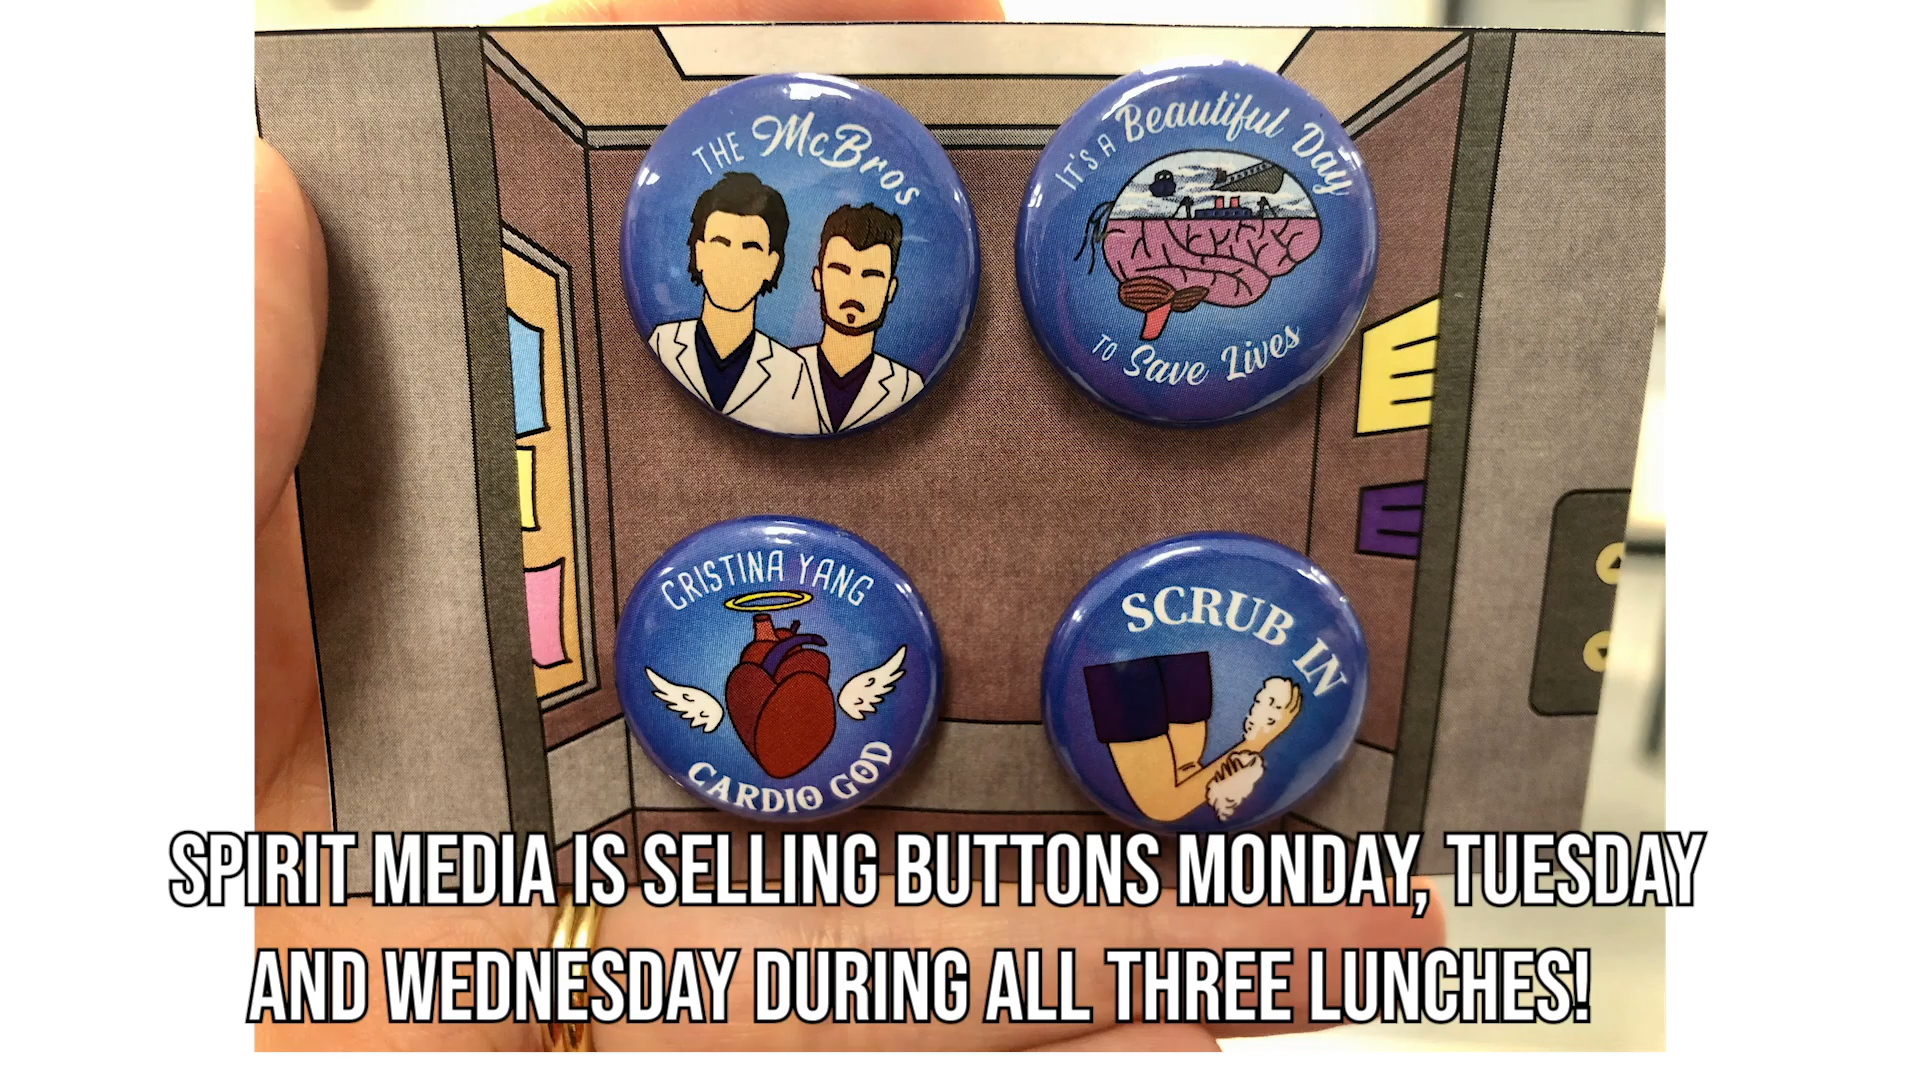 THE McBros
IT'S A Beautiful Day
TO Save Lives
CRISTINA YANG
CARDIO GOD
SCRUB IN
SPIRIT MEDIA IS SELLING BUTTONS MONDAY, TUESDAY
AND WEDNESDAY DURING ALL THREE LUNCHES!